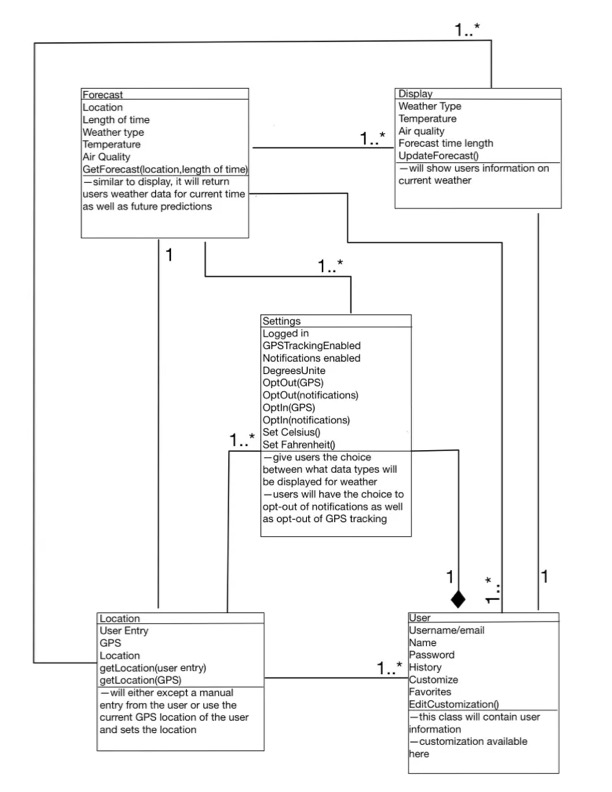 1..*
Forecast
Location
Length of time
Weather type
Temperature
Air Quality
GetForecast(location,length of time)
—similar to display, it will return
users weather data for current time
as well as future predictions
Display
Weather Type
Temperature
Air quality
Forecast time length
UpdateForecast()
—will show users information on
current weather
1..*
1
1..*
Settings
Logged in
GPSTrackingEnabled
Notifications enabled
DegreesUnite
OptOut(GPS)
OptOut(notifications)
OptIn(GPS)
OptIn(notifications)
Set Celsius()
Set Fahrenheit()
—give users the choice
between what data types will
be displayed for weather
—users will have the choice to
opt-out of notifications as well
as opt-out of GPS tracking
1..*
1
1..*
1
Location
User Entry
GPS
Location
getLocation(user entry)
getLocation(GPS)
—will either except a manual
entry from the user or use the
current GPS location of the user
and sets the location
1..*
User
Username/email
Name
Password
History
Customize
Favorites
EditCustomization()
—this class will contain user
information
—customization available
here